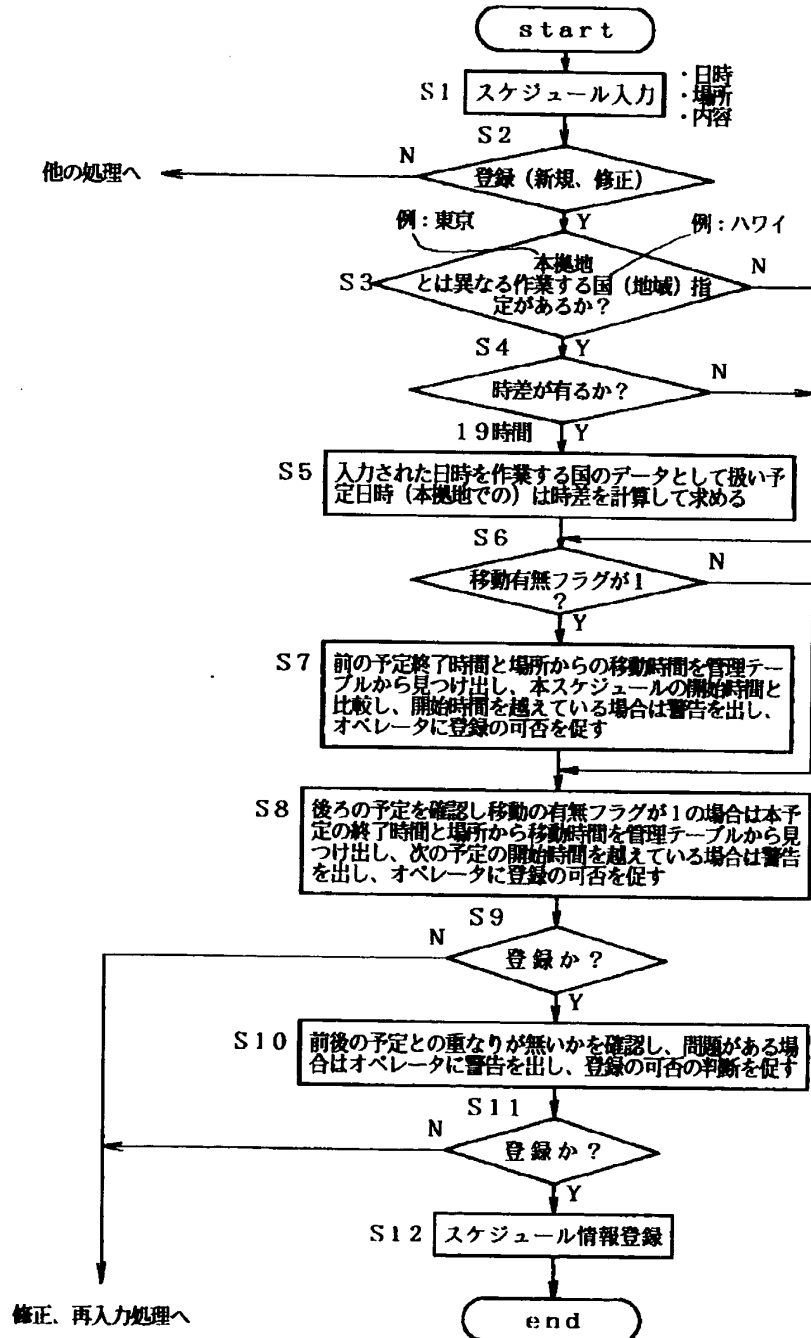 start
S1 スケジュール入力
・日時
・場所
・内容
S2
N
他の処理へ
登録（新規、修正）
Y
例：東京
例：ハワイ
S3
本拠地
とは異なる作業する国（地域）指
定があるか？
N
Y
S4
時差が有るか？
N
19時間
Y
S5
入力された日時を作業する国のデータとして扱い予
定日時（本拠地での）は時差を計算して求める
S6
移動有無フラグが1
？
N
Y
S7
前の予定終了時間と場所からの移動時間を管理テー
ブルから見つけ出し、本スケジュールの開始時間と
比較し、開始時間を越えている場合は警告を出し、
オペレータに登録の可否を促す
S8
後ろの予定を確認し移動の有無フラグが1の場合は本予
定の終了時間と場所から移動時間を管理テーブルから見
つけ出し、次の予定の開始時間を越えている場合は警告
を出し、オペレータに登録の可否を促す
S9
N
登録か？
Y
S10
前後の予定との重なりが無いかを確認し、問題がある場
合はオペレータに警告を出し、登録の可否の判断を促す
S11
N
登録か？
Y
S12 スケジュール情報登録
修正、再入力処理へ
end